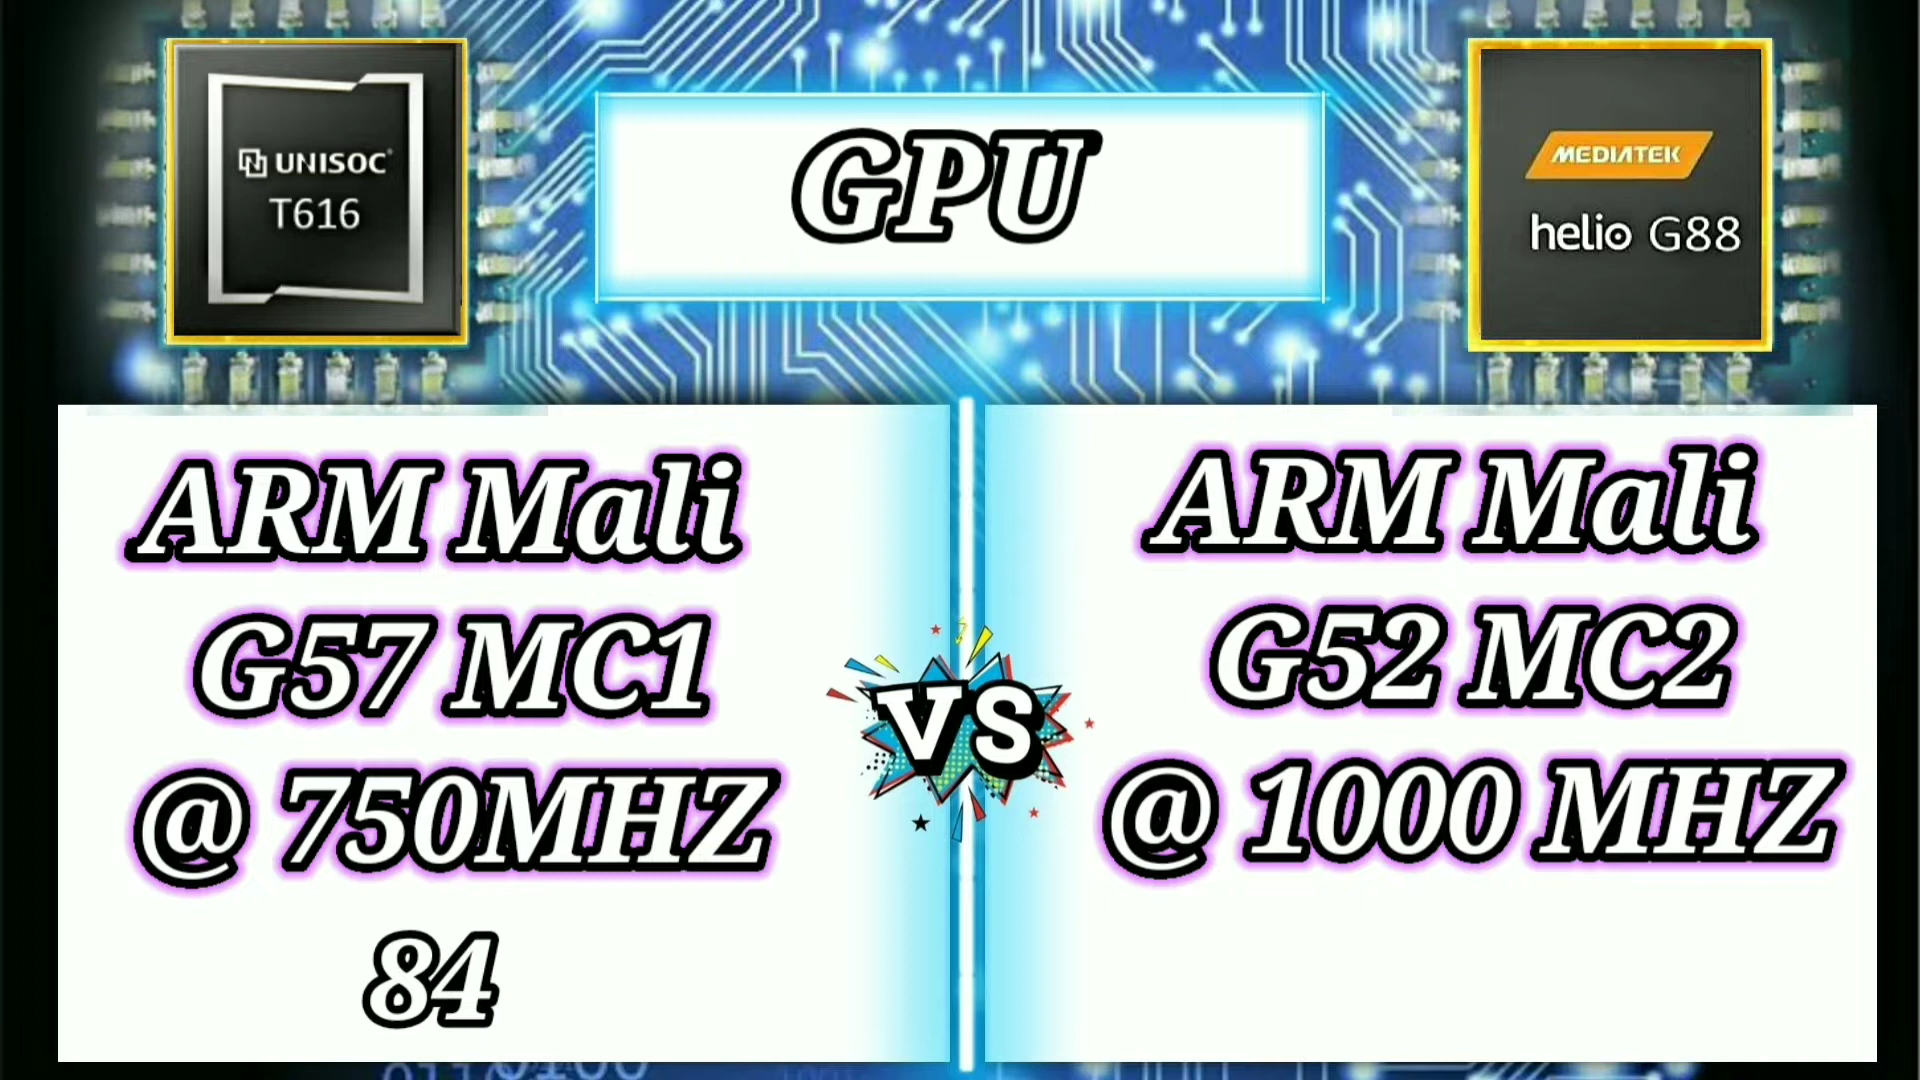 UNISOC
T616
GPU
MEDIATEK
helio G88
ARM Mali
G57 MC1
@ 750MHZ
84
VS
ARM Mali
G52 MC2
@ 1000 MHZ